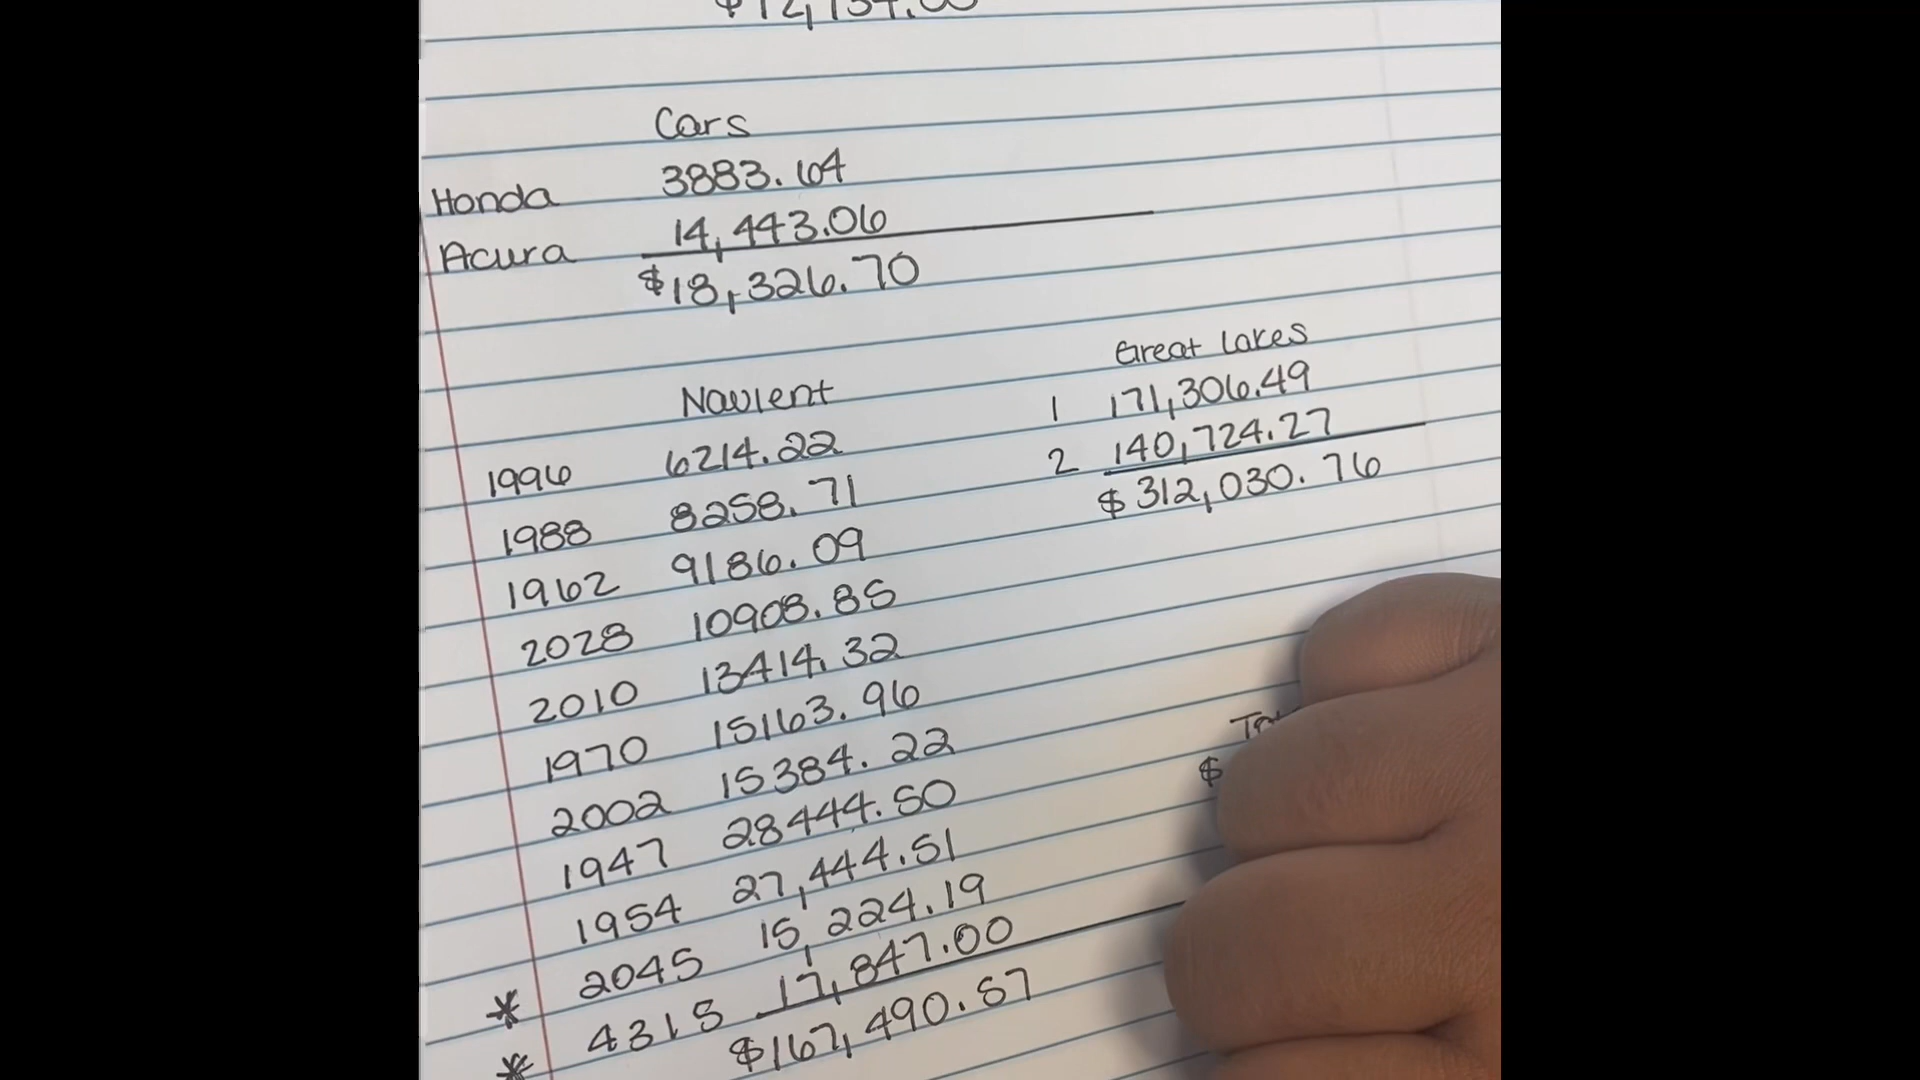 Cars
Honda 3883.64
Acura 14,443.06
$18,326.70
Navient
1996 6214.22
1988 8258.71
1962 9186.09
2028 10908.85
2010 13414.32
1970 15163.96
2002 15384.22
1947 28444.50
1954 27,444.51
* 2045 15,224.19
* 4318 17,847.00
$167,490.57
Great Lakes
1 171,306.49
2 140,724.27
$312,030.76
$